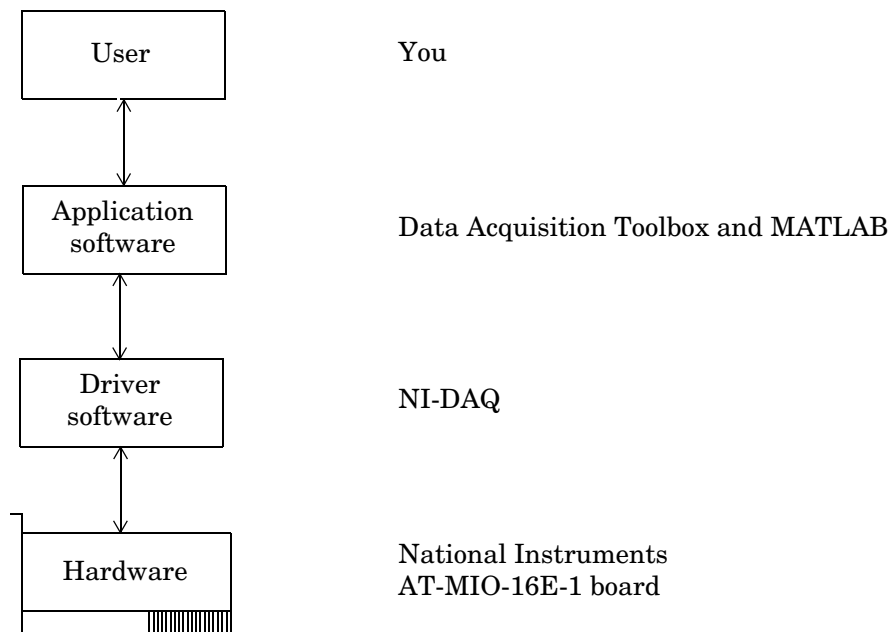 User
You
Application
software
Data Acquisition Toolbox and MATLAB
Driver
software
NI-DAQ
Hardware
National Instruments
AT-MIO-16E-1 board